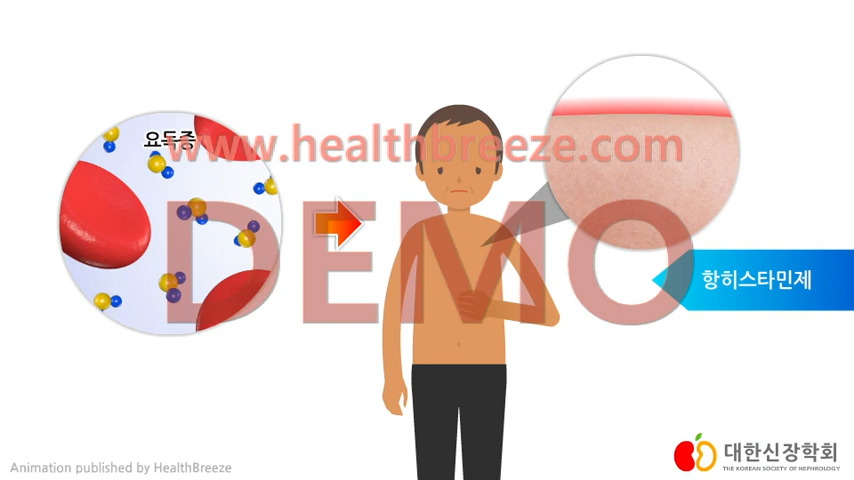 요독증
www.healthbreeze.com
DEMO
항히스타민제
대한신장학회
THE KOREAN SOCIETY OF NEPHROLOGY
Animation published by HealthBreeze